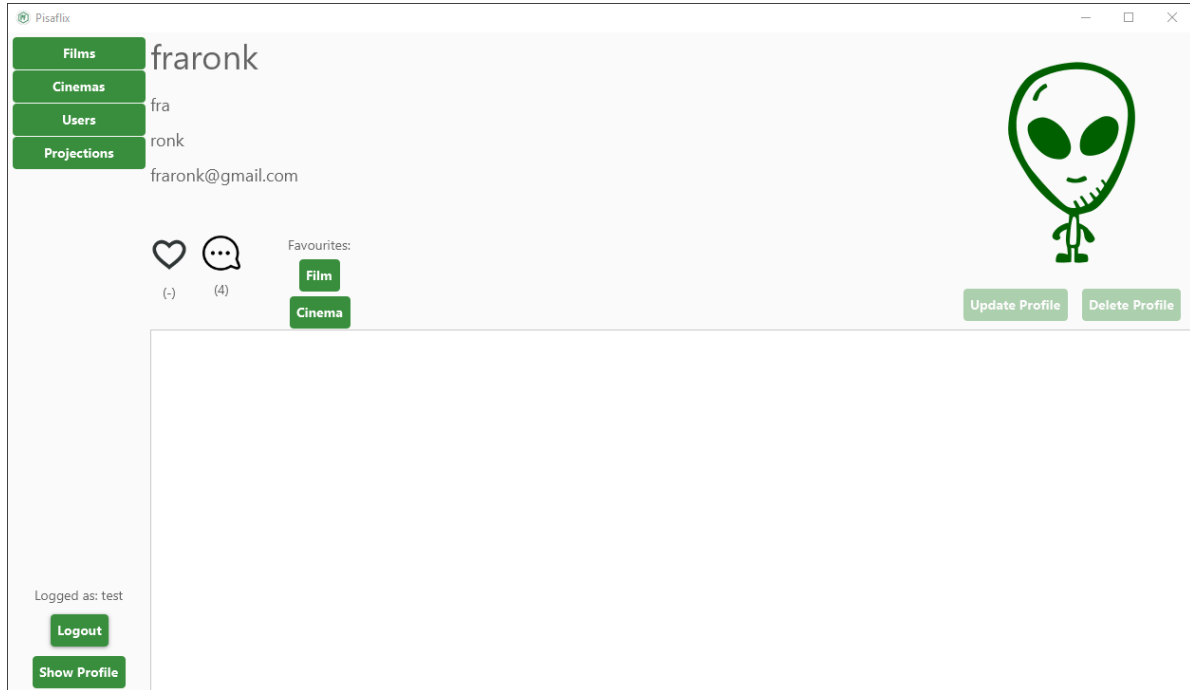 Pisaflix
Films
Cinemas
Users
Projections
fraronk
fra
ronk
fraronk@gmail.com
(-)
(4)
Favourites:
Film
Cinema
Update Profile
Delete Profile
Logged as: test
Logout
Show Profile